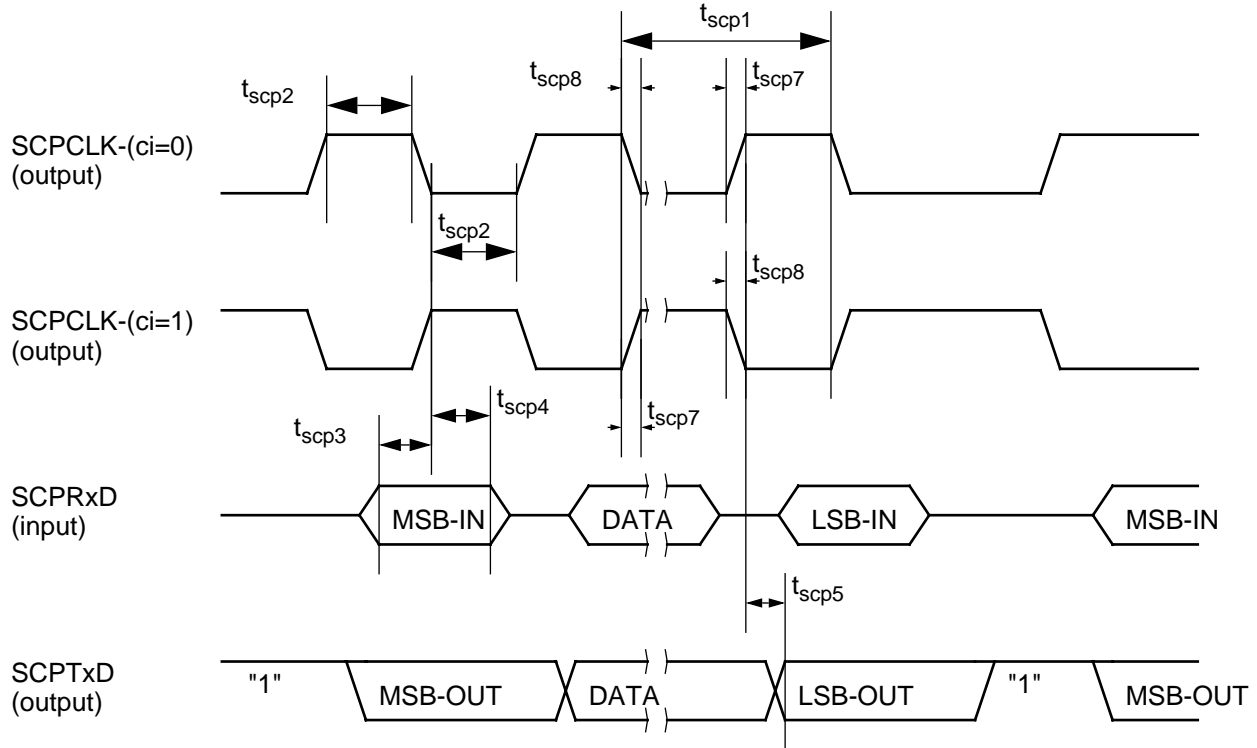 tscp1
tscp8
tscp7
tscp2
SCPCLK-(ci=0)
(output)
tscp2
tscp8
SCPCLK-(ci=1)
(output)
tscp4
tscp7
tscp3
SCPRxD
(input)
MSB-IN
DATA
LSB-IN
MSB-IN
tscp5
SCPTxD
(output)
"1"
MSB-OUT
DATA
LSB-OUT
"1"
MSB-OUT